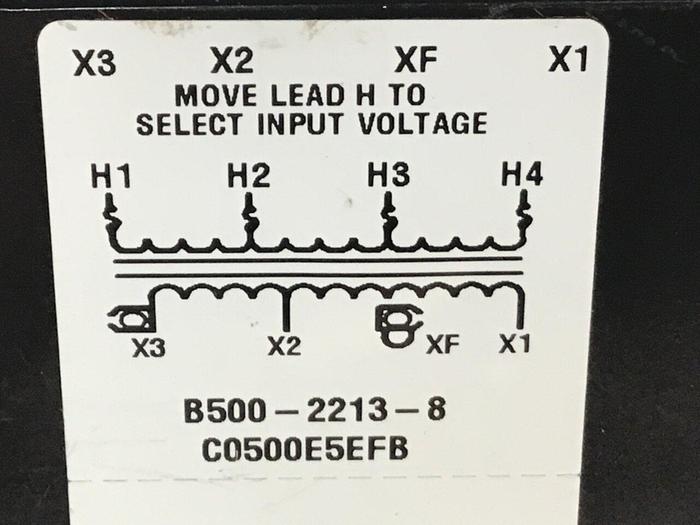 X3 X2 XF X1
MOVE LEAD H TO
SELECT INPUT VOLTAGE
H1 H2 H3 H4
X3 X2 XF X1
B500-2213-8
C0500E5EFB